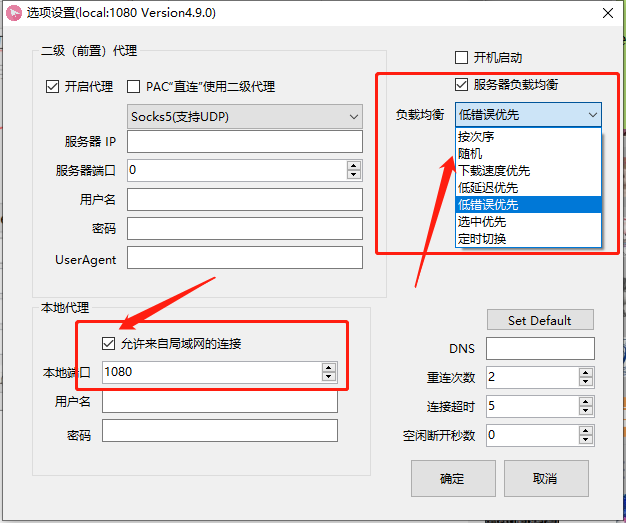 选项设置(local:1080 Version4.9.0)
二级（前置）代理
开启代理
PAC“直连”使用二级代理
Socks5(支持UDP)
服务器 IP
服务器端口
0
用户名
密码
UserAgent
开机启动
服务器负载均衡
负载均衡
低错误优先
按次序
随机
下载速度优先
低延迟优先
低错误优先
选中优先
定时切换
本地代理
允许来自局域网的连接
本地端口
1080
用户名
密码
Set Default
DNS
重连次数
2
连接超时
5
空闲断开秒数
0
确定
取消